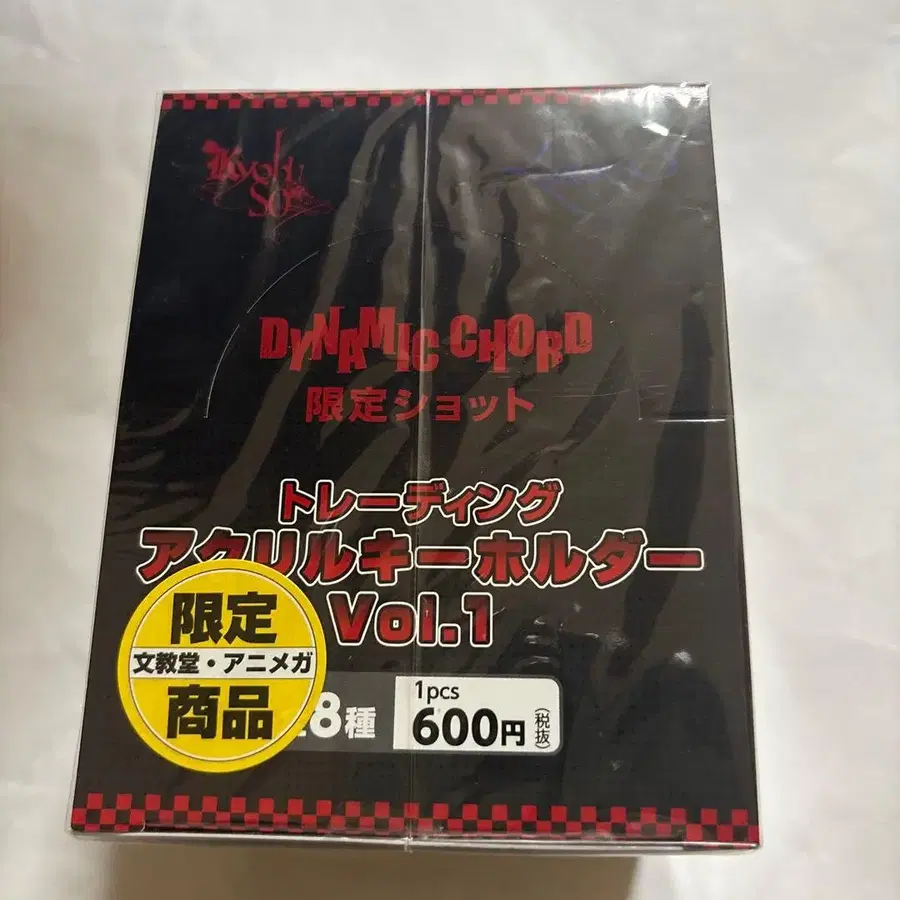 Kyohso
DYNAMIC CHORD
限定ショット
トレーディング
アクリルキーホルダー
Vol.1
限定
文教堂・アニメガ
商品
8種
1pcs
600円
(税抜)